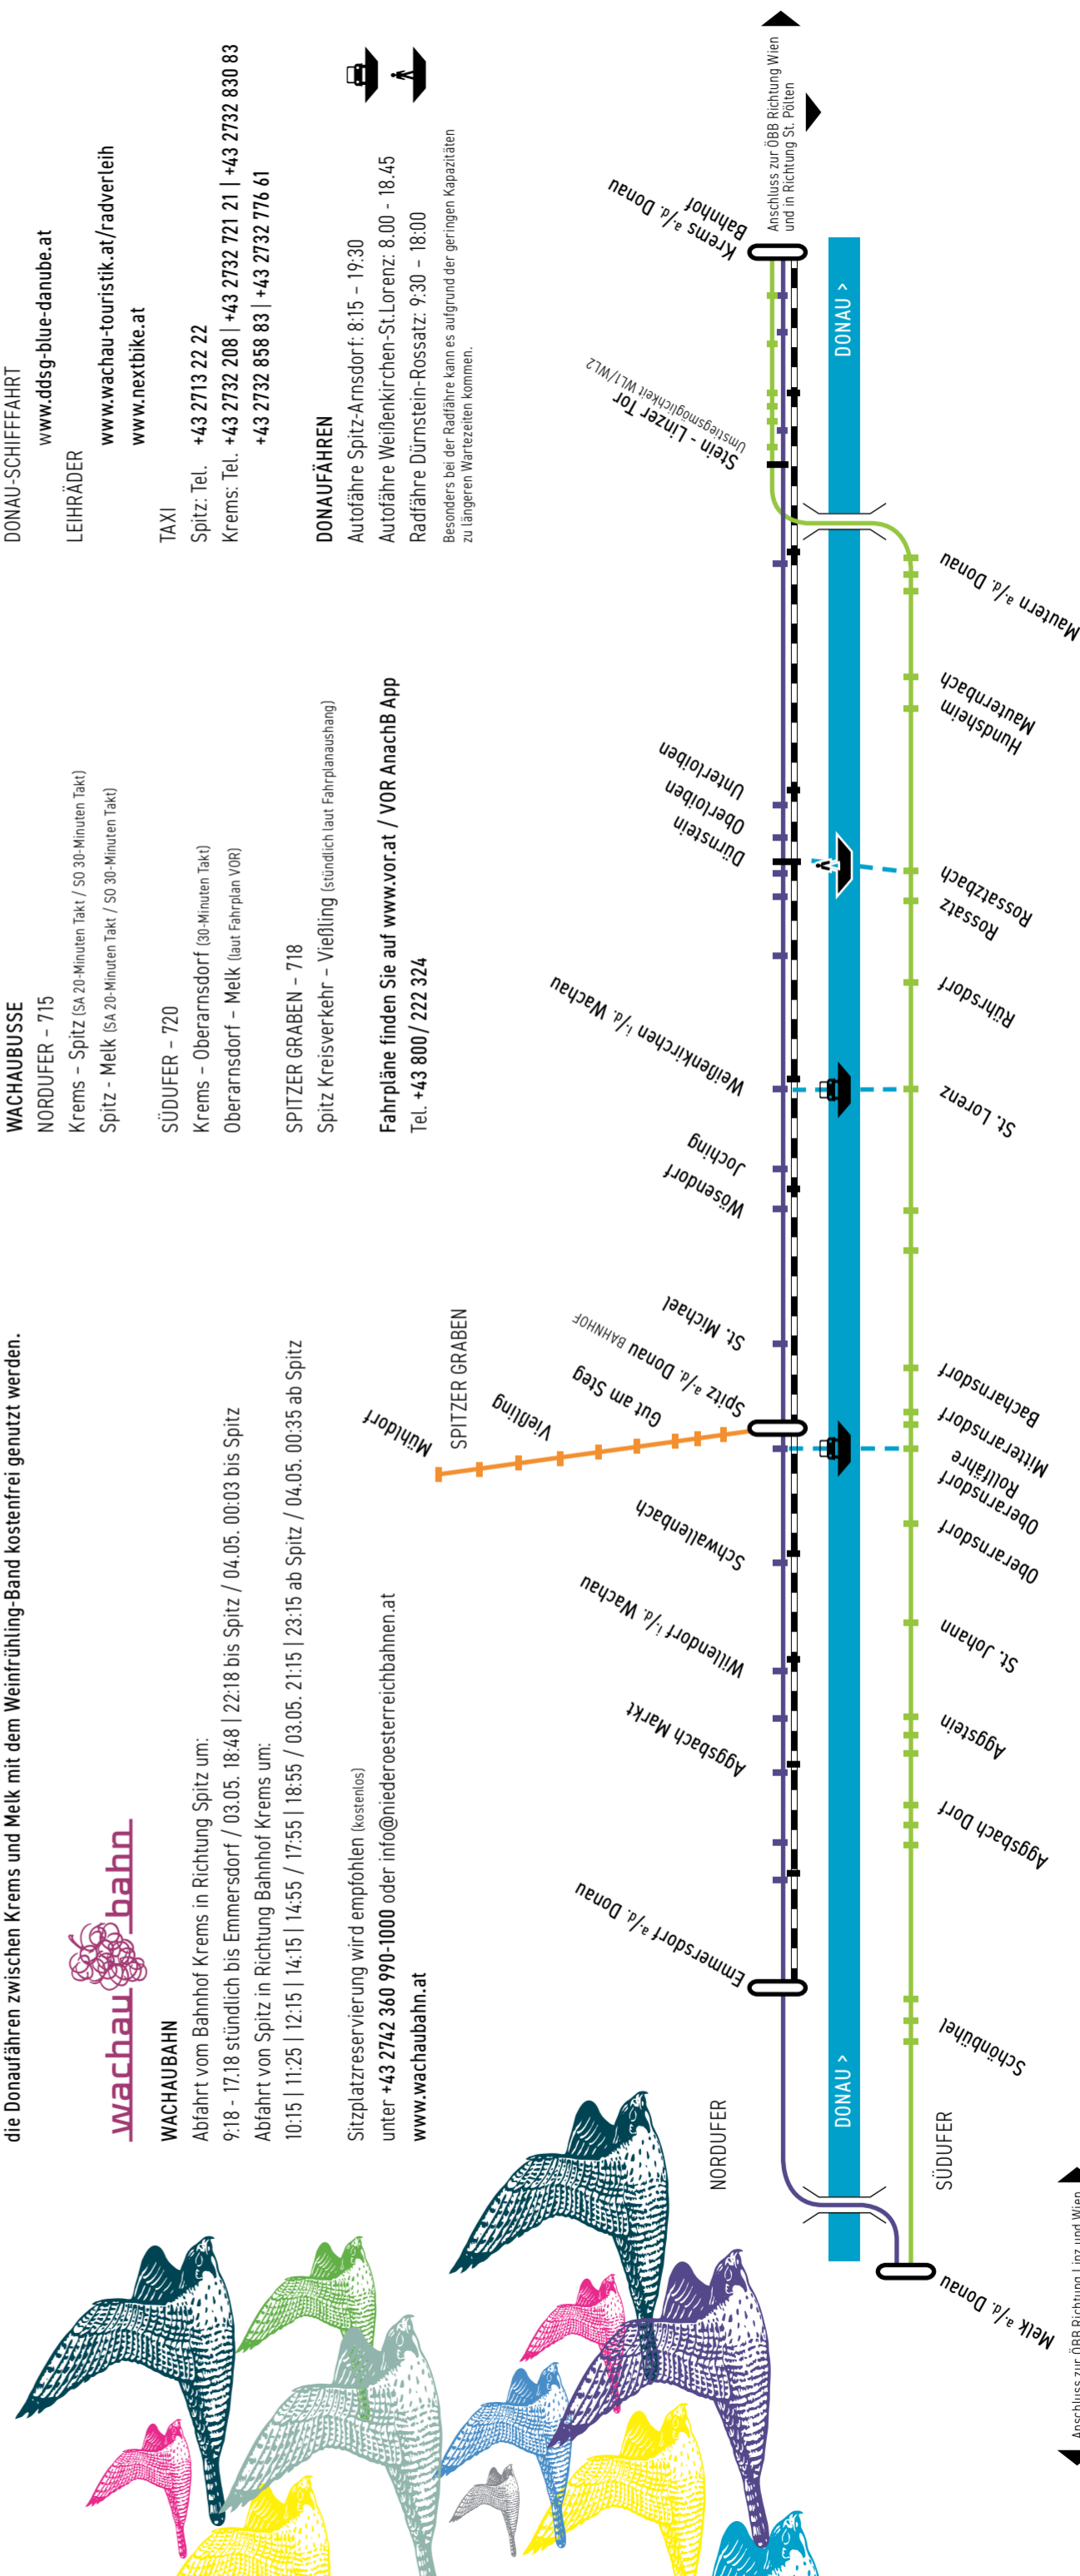 die Donaufähren zwischen Krems und Melk mit dem Weinfrühling-Band kostenfrei genutzt werden.
wachau bahn
WACHAUBAHN
Abfahrt vom Bahnhof Krems in Richtung Spitz um:
9:18 - 17.18 stündlich bis Emmersdorf / 03.05. 18:48 | 22:18 bis Spitz / 04.05. 00:03 bis Spitz
Abfahrt von Spitz in Richtung Bahnhof Krems um:
10:15 | 11:25 | 12:15 | 14:15 | 14:55 / 17:55 | 18:55 / 03.05. 21:15 | 23:15 ab Spitz / 04.05. 00:35 ab Spitz
Sitzplatzreservierung wird empfohlen (kostenlos)
unter +43 2742 360 990-1000 oder info@niederoesterreichbahnen.at
www.wachaubahn.at
WACHAUBUSSE
NORDUFER – 715
Krems – Spitz (SA 20-Minuten Takt / SO 30-Minuten Takt)
Spitz - Melk (SA 20-Minuten Takt / SO 30-Minuten Takt)
SÜDUFER – 720
Krems – Oberarnsdorf (30-Minuten Takt)
Oberarnsdorf – Melk (laut Fahrplan VOR)
SPITZER GRABEN – 718
Spitz Kreisverkehr – Vießling (stündlich laut Fahrplanaushang)
Fahrpläne finden Sie auf www.vor.at / VOR AnachB App
Tel. +43 800/ 222 324
DONAU-SCHIFFFAHRT
www.ddsg-blue-danube.at
LEIHRÄDER
www.wachau-touristik.at/radverleih
www.nextbike.at
TAXI
Spitz: Tel. +43 2713 22 22
Krems: Tel. +43 2732 208 | +43 2732 721 21 | +43 2732 830 83
+43 2732 858 83 | +43 2732 776 61
DONAUFÄHREN
Autofähre Spitz-Arnsdorf: 8:15 – 19:30
Autofähre Weißenkirchen-St.Lorenz: 8.00 - 18.45
Radfähre Dürnstein-Rossatz: 9:30 – 18:00
Besonders bei der Radfähre kann es aufgrund der geringen Kapazitäten
zu längeren Wartezeiten kommen.
SPITZER GRABEN
Mühldorf
Vießling
Gut am Steg
NORDUFER
Emmersdorf a./d. Donau
Aggsbach Markt
Willendorf i./d. Wachau
Schwallenbach
Spitz a./d. Donau BAHNHOF
St. Michael
Wösendorf
Joching
Weißenkirchen i./d. Wachau
Dürnstein
Oberloiben
Unterloiben
Stein - Linzer Tor
Umstiegsmöglichkeit WL1/WL2
Krems a./d. Donau
Bahnhof
Anschluss zur ÖBB Richtung Wien
und in Richtung St. Pölten
DONAU >
DONAU >
SÜDUFER
Melk a./d. Donau
Schönbühel
Aggsbach Dorf
Aggstein
St. Johann
Oberarnsdorf
Oberarnsdorf
Rollfähre
Mitterarnsdorf
Bacharnsdorf
St. Lorenz
Rührsdorf
Rossatz
Rossatzbach
Hundsheim
Mauternbach
Mautern a./d. Donau
Anschluss zur ÖBB Richtung Linz und Wien